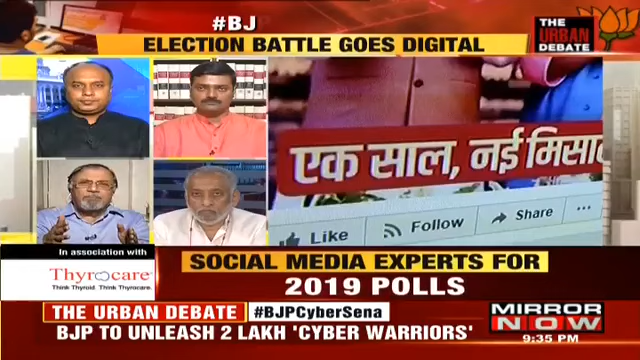 #BJ
ELECTION BATTLE GOES DIGITAL
THE
URBAN
DEBATE
एक साल, नई मिसा
Like
Follow
Share
In association with
Thyrocare
Think Thyroid. Think Thyrocare.
SOCIAL MEDIA EXPERTS FOR
2019 POLLS
THE URBAN DEBATE
#BJPCyberSena
BJP TO UNLEASH 2 LAKH 'CYBER WARRIORS'
MIRROR
NOW
9:35 PM